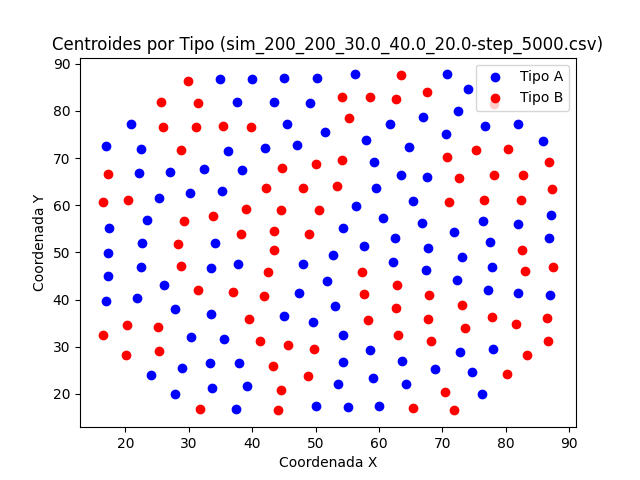 Centroides por Tipo (sim_200_200_30.0_40.0_20.0-step_5000.csv)
Tipo A
Tipo B
90
80
70
60
50
40
30
20
Coordenada Y
20 30 40 50 60 70 80 90
Coordenada X